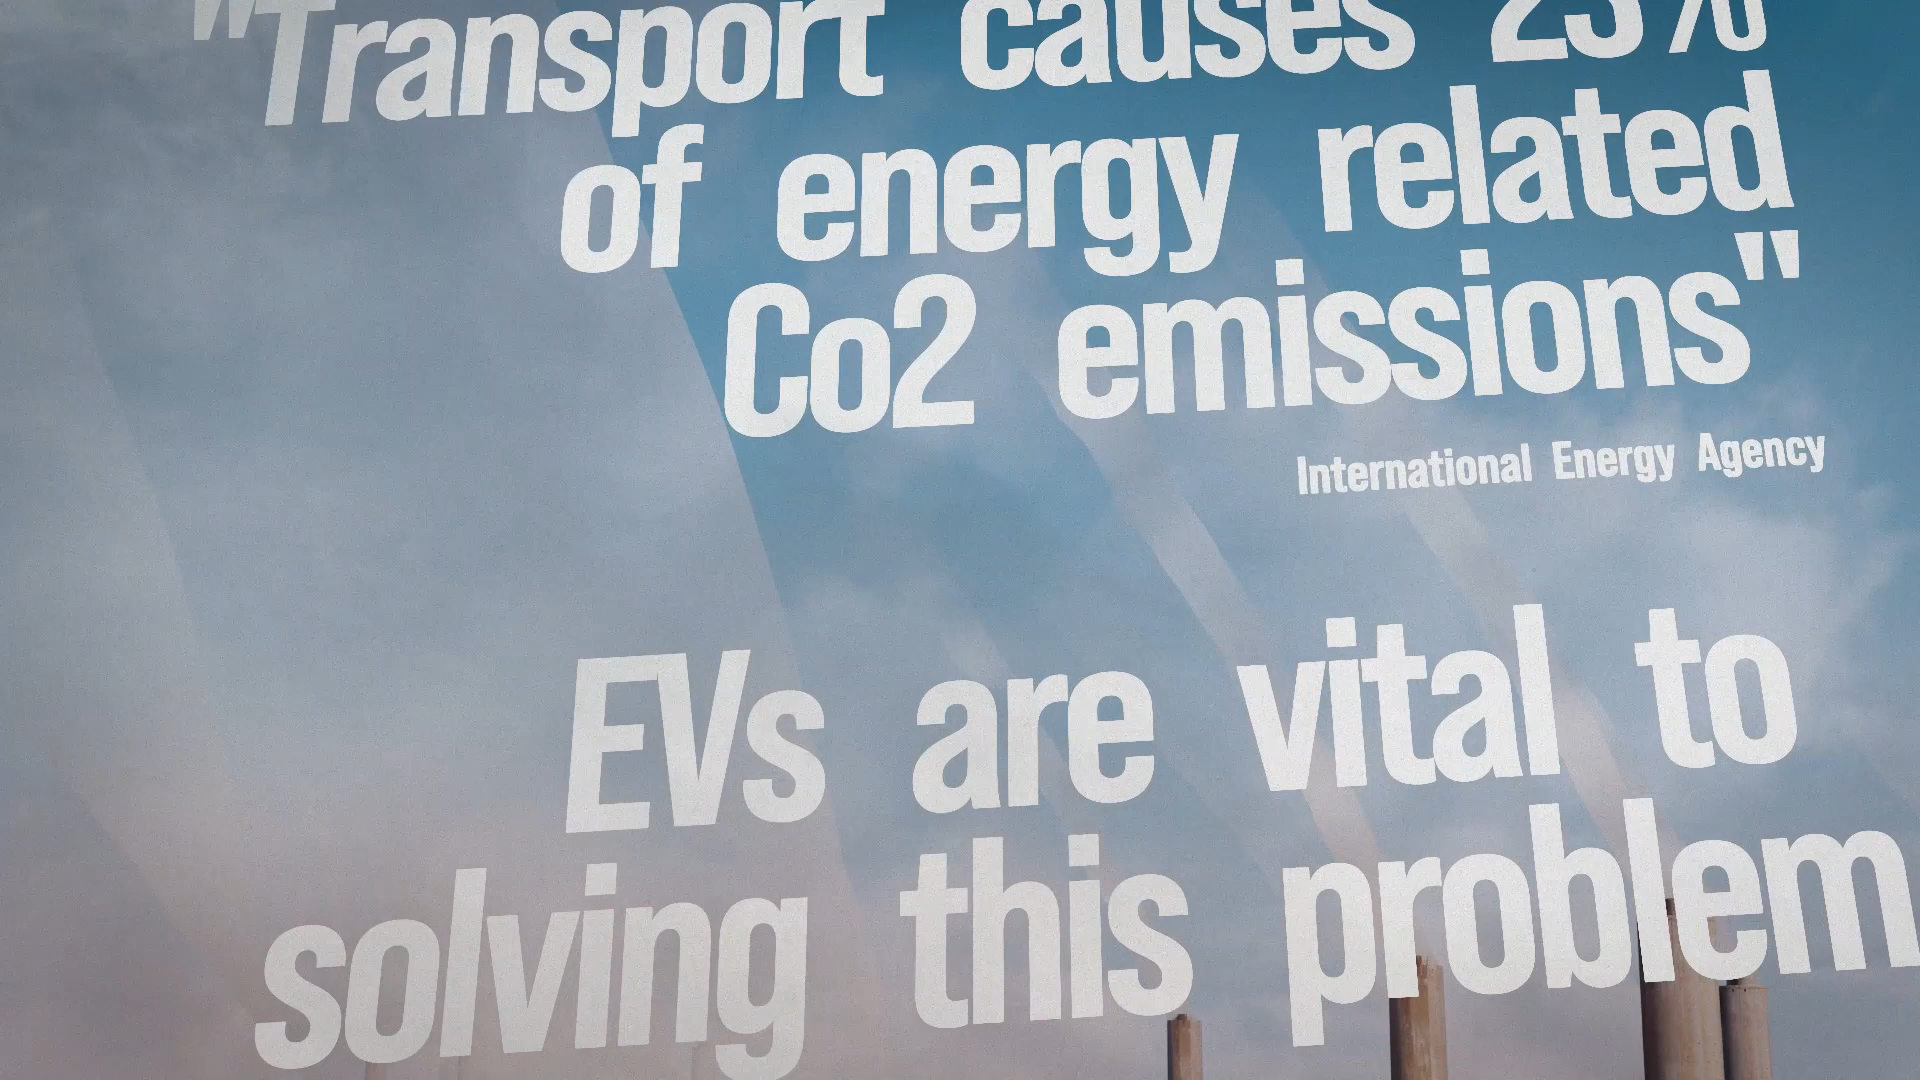 "Transport causes 23%
of energy related
Co2 emissions"
International Energy Agency
EVs are vital to
solving this problem